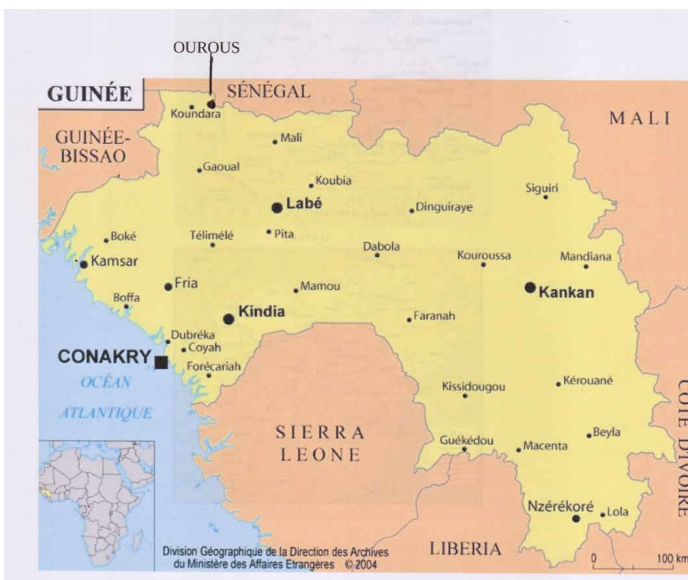 OUROUS
GUINÉE
SÉNÉGAL
MALI
Koundara
GUINÉE-
BISSAO
Mali
Gaoual
Koubia
Siguiri
Labé
Dinguiraye
Boké
Télimélé
Pita
Dabola
Kouroussa
Mandiana
Kamsar
Fria
Mamou
Kankan
Boffa
Kindia
Faranah
Dubréka
Coyah
CONAKRY
Forécariah
OCÉAN
ATLANTIQUE
Kissidougou
Kérouané
CÔTE D'IVOIRE
SIERRA
LEONE
Guékédou
Macenta
Beyla
Nzérékoré
Lola
LIBERIA
Division Géographique de la Direction des Archives
du Ministère des Affaires Etrangères © 2004
0 100 km